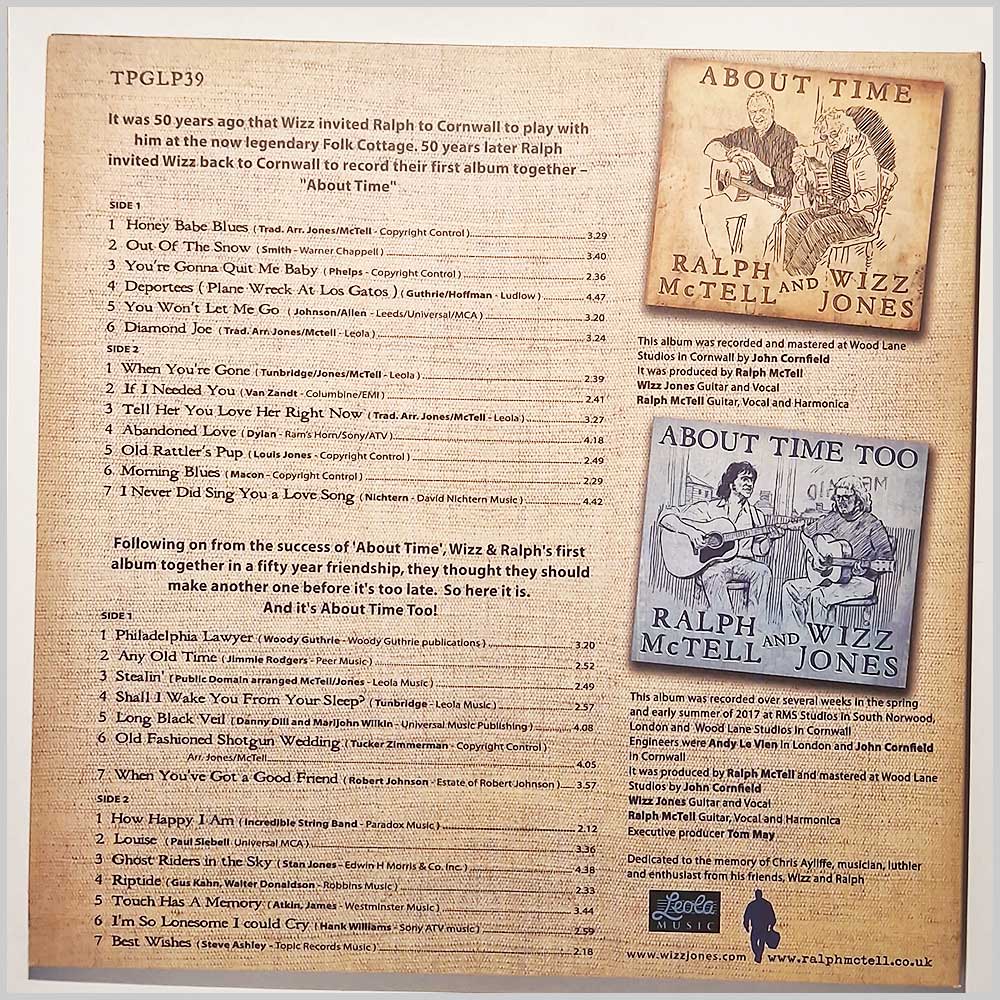 TPGLP39
It was 50 years ago that Wizz invited Ralph to Cornwall to play with
him at the now legendary Folk Cottage. 50 years later Ralph
invited Wizz back to Cornwall to record their first album together –
"About Time"
SIDE 1
1 Honey Babe Blues ( Trad. Arr. Jones/McTell - Copyright Control ) 3.29
2 Out Of The Snow ( Smith - Warner Chappell ) 3.40
3 You're Gonna Quit Me Baby ( Phelps - Copyright Control ) 2.36
4 Deportees ( Plane Wreck At Los Gatos ) ( Guthrie/Hoffman - Ludlow ) 4.47
5 You Won't Let Me Go ( Johnson/Allen - Leeds/Universal/MCA ) 3.20
6 Diamond Joe ( Trad. Arr. Jones/Mctell - Leola ) 3.24
SIDE 2
1 When You're Gone ( Tunbridge/Jones/McTell - Leola ) 2.39
2 If I Needed You ( Van Zandt - Columbine/EMI ) 2.41
3 Tell Her You Love Her Right Now ( Trad. Arr. Jones/McTell - Leola ) 3.27
4 Abandoned Love ( Dylan - Ram's Horn/Sony/ATV ) 4.18
5 Old Rattler's Pup ( Louis Jones - Copyright Control ) 2.49
6 Morning Blues ( Macon - Copyright Control ) 2.29
7 I Never Did Sing You a Love Song ( Nichtern - David Nichtern Music ) 4.42
Following on from the success of 'About Time', Wizz & Ralph's first
album together in a fifty year friendship, they thought they should
make another one before it's too late. So here it is.
And it's About Time Too!
SIDE 1
1 Philadelphia Lawyer ( Woody Guthrie - Woody Guthrie publications ) 3.20
2 Any Old Time ( Jimmie Rodgers - Peer Music ) 2.52
3 Stealin' ( Public Domain arranged McTell/Jones - Leola Music ) 2.49
4 Shall I Wake You From Your Sleep? ( Tunbridge - Leola Music ) 2.57
5 Long Black Veil ( Danny Dill and Marijohn Wilkin - Universal Music Publishing ) 4.08
6 Old Fashioned Shotgun Wedding ( Tucker Zimmerman - Copyright Control )
Arr. Jones/McTell 4.05
7. When You've Got a Good Friend ( Robert Johnson - Estate of Robert Johnson ) 3.57
SIDE 2
1 How Happy I Am ( Incredible String Band - Paradox Music ) 2.12
2 Louise ( Paul Siebell Universal MCA ) 3.36
3 Ghost Riders in the Sky ( Stan Jones - Edwin H Morris & Co. Inc. ) 4.38
4 Riptide ( Gus Kahn, Walter Donaldson - Robbins Music ) 2.33
5 Touch Has A Memory ( Atkin, James - Westminster Music ) 3.44
6 I'm So Lonesome I could Cry ( Hank Williams - Sony ATV music ) 2.59
7 Best Wishes ( Steve Ashley - Topic Records Music ) 2.18
ABOUT TIME
RALPH McTELL AND WIZZ JONES
This album was recorded and mastered at Wood Lane
Studios in Cornwall by John Cornfield
It was produced by Ralph McTell
Wizz Jones Guitar and Vocal
Ralph McTell Guitar, Vocal and Harmonica
ABOUT TIME TOO
RALPH McTELL AND WIZZ JONES
This album was recorded over several weeks in the spring
and early summer of 2017 at RMS Studios in South Norwood,
London and Wood Lane Studios in Cornwall
Engineers were Andy Le Vien in London and John Cornfield
in Cornwall
It was produced by Ralph McTell and mastered at Wood Lane
Studios by John Cornfield
Wizz Jones Guitar and Vocal
Ralph McTell Guitar, Vocal and Harmonica
Executive producer Tom May
Dedicated to the memory of Chris Ayliffe, musician, luthier
and enthusiast from his friends, Wizz and Ralph
Leola
MUSIC
www.wizzjones.com www.ralphmctell.co.uk